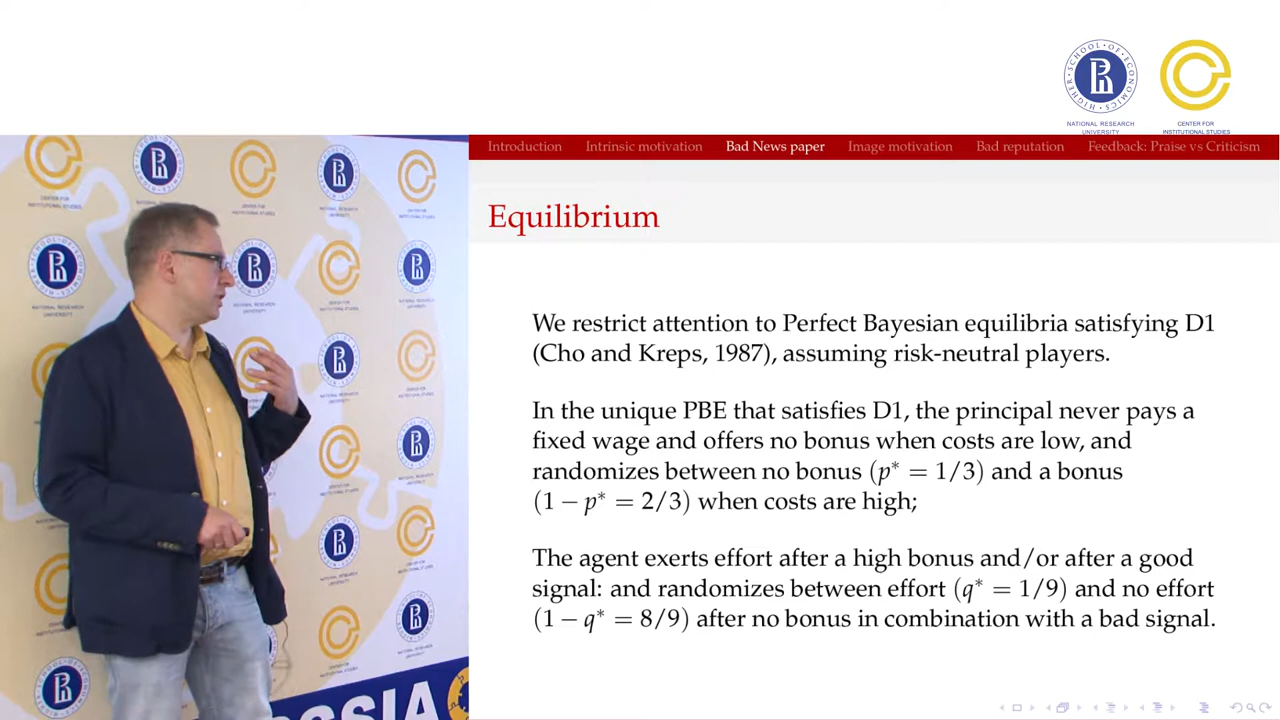 NATIONAL RESEARCH
UNIVERSITY
CENTER FOR
INSTITUTIONAL STUDIES
HIGHER SCHOOL OF ECONOMICS
Introduction Intrinsic motivation Bad News paper Image motivation Bad reputation Feedback: Praise vs Criticism
Equilibrium
We restrict attention to Perfect Bayesian equilibria satisfying D1
(Cho and Kreps, 1987), assuming risk-neutral players.
In the unique PBE that satisfies D1, the principal never pays a
fixed wage and offers no bonus when costs are low, and
randomizes between no bonus (p* = 1/3) and a bonus
(1 − p* = 2/3) when costs are high;
The agent exerts effort after a high bonus and/or after a good
signal: and randomizes between effort (q* = 1/9) and no effort
(1 − q* = 8/9) after no bonus in combination with a bad signal.